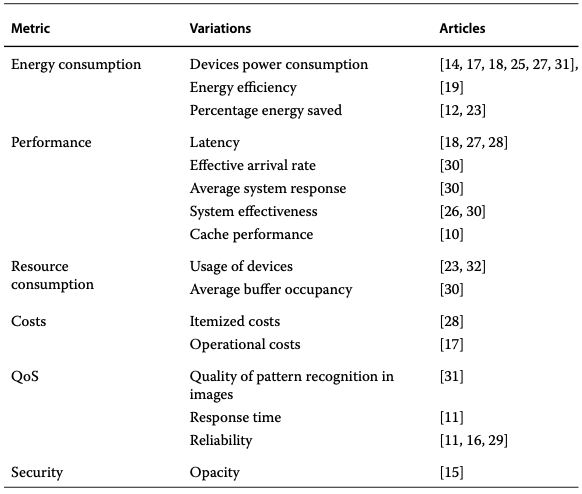 Metric Variations Articles
Energy consumption Devices power consumption [14, 17, 18, 25, 27, 31],
Energy efficiency [19]
Percentage energy saved [12, 23]
Performance Latency [18, 27, 28]
Effective arrival rate [30]
Average system response [30]
System effectiveness [26, 30]
Cache performance [10]
Resource Usage of devices [23, 32]
consumption Average buffer occupancy [30]
Costs Itemized costs [28]
Operational costs [17]
QoS Quality of pattern recognition in [31]
images
Response time [11]
Reliability [11, 16, 29]
Security Opacity [15]